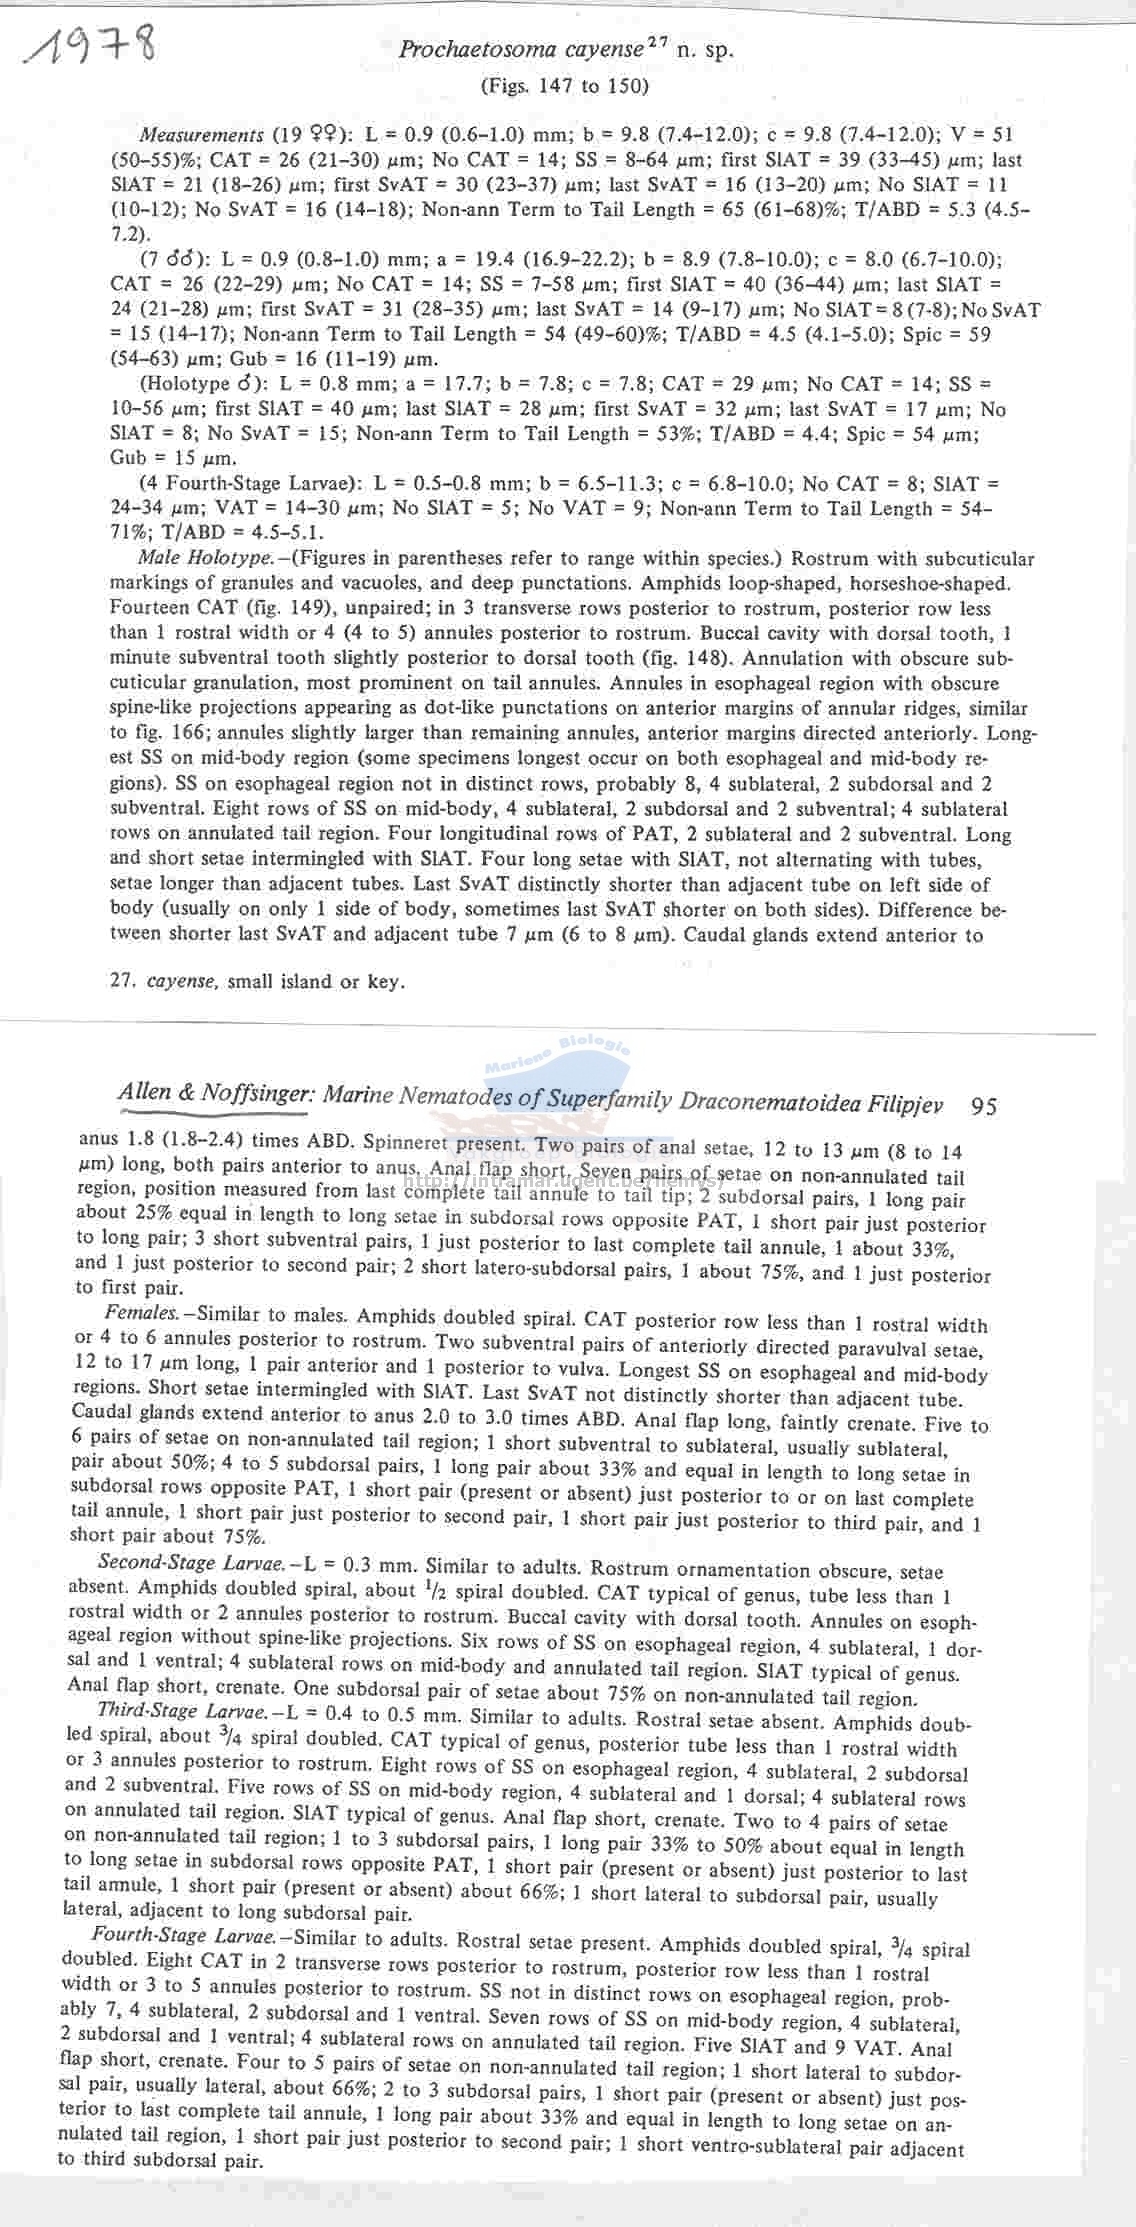 1978
Prochaetosoma cayense27 n. sp.
(Figs. 147 to 150)
Measurements (19 ♀♀): L = 0.9 (0.6–1.0) mm; b = 9.8 (7.4–12.0); c = 9.8 (7.4–12.0); V = 51
(50–55)%; CAT = 26 (21–30) μm; No CAT = 14; SS = 8–64 μm; first SlAT = 39 (33–45) μm; last
SlAT = 21 (18–26) μm; first SvAT = 30 (23–37) μm; last SvAT = 16 (13–20) μm; No SlAT = 11
(10–12); No SvAT = 16 (14–18); Non-ann Term to Tail Length = 65 (61–68)%; T/ABD = 5.3 (4.5–
7.2).
(7 ♂♂): L = 0.9 (0.8–1.0) mm; a = 19.4 (16.9–22.2); b = 8.9 (7.8–10.0); c = 8.0 (6.7–10.0);
CAT = 26 (22–29) μm; No CAT = 14; SS = 7–58 μm; first SlAT = 40 (36–44) μm; last SlAT =
24 (21–28) μm; first SvAT = 31 (28–35) μm; last SvAT = 14 (9–17) μm; No SlAT = 8 (7-8); No SvAT
= 15 (14–17); Non-ann Term to Tail Length = 54 (49–60)%; T/ABD = 4.5 (4.1–5.0); Spic = 59
(54–63) μm; Gub = 16 (11–19) μm.
(Holotype ♂): L = 0.8 mm; a = 17.7; b = 7.8; c = 7.8; CAT = 29 μm; No CAT = 14; SS =
10–56 μm; first SlAT = 40 μm; last SlAT = 28 μm; first SvAT = 32 μm; last SvAT = 17 μm; No
SlAT = 8; No SvAT = 15; Non-ann Term to Tail Length = 53%; T/ABD = 4.4; Spic = 54 μm;
Gub = 15 μm.
(4 Fourth-Stage Larvae): L = 0.5–0.8 mm; b = 6.5–11.3; c = 6.8–10.0; No CAT = 8; SlAT =
24–34 μm; VAT = 14–30 μm; No SlAT = 5; No VAT = 9; Non-ann Term to Tail Length = 54–
71%; T/ABD = 4.5–5.1.
Male Holotype.–(Figures in parentheses refer to range within species.) Rostrum with subcuticular
markings of granules and vacuoles, and deep punctations. Amphids loop-shaped, horseshoe-shaped.
Fourteen CAT (fig. 149), unpaired; in 3 transverse rows posterior to rostrum, posterior row less
than 1 rostral width or 4 (4 to 5) annules posterior to rostrum. Buccal cavity with dorsal tooth, 1
minute subventral tooth slightly posterior to dorsal tooth (fig. 148). Annulation with obscure sub-
cuticular granulation, most prominent on tail annules. Annules in esophageal region with obscure
spine-like projections appearing as dot-like punctations on anterior margins of annular ridges, similar
to fig. 166; annules slightly larger than remaining annules, anterior margins directed anteriorly. Long-
est SS on mid-body region (some specimens longest occur on both esophageal and mid-body re-
gions). SS on esophageal region not in distinct rows, probably 8, 4 sublateral, 2 subdorsal and 2
subventral. Eight rows of SS on mid-body, 4 sublateral, 2 subdorsal and 2 subventral; 4 sublateral
rows on annulated tail region. Four longitudinal rows of PAT, 2 sublateral and 2 subventral. Long
and short setae intermingled with SlAT. Four long setae with SlAT, not alternating with tubes,
setae longer than adjacent tubes. Last SvAT distinctly shorter than adjacent tube on left side of
body (usually on only 1 side of body, sometimes last SvAT shorter on both sides). Difference be-
tween shorter last SvAT and adjacent tube 7 μm (6 to 8 μm). Caudal glands extend anterior to
27. cayense, small island or key.
Mariene Biologie
Allen & Noffsinger: Marine Nematodes of Superfamily Draconematoidea Filipjev 95
anus 1.8 (1.8–2.4) times ABD. Spinneret present. Two pairs of anal setae, 12 to 13 μm (8 to 14
μm) long, both pairs anterior to anus. Anal flap short. Seven pairs of setae on non-annulated tail
http://intramar.ugent.be/nemys/
region, position measured from last complete tail annule to tail tip; 2 subdorsal pairs, 1 long pair
about 25% equal in length to long setae in subdorsal rows opposite PAT, 1 short pair just posterior
to long pair; 3 short subventral pairs, 1 just posterior to last complete tail annule, 1 about 33%,
and 1 just posterior to second pair; 2 short latero-subdorsal pairs, 1 about 75%, and 1 just posterior
to first pair.
Females.–Similar to males. Amphids doubled spiral. CAT posterior row less than 1 rostral width
or 4 to 6 annules posterior to rostrum. Two subventral pairs of anteriorly directed paravulval setae,
12 to 17 μm long, 1 pair anterior and 1 posterior to vulva. Longest SS on esophageal and mid-body
regions. Short setae intermingled with SlAT. Last SvAT not distinctly shorter than adjacent tube.
Caudal glands extend anterior to anus 2.0 to 3.0 times ABD. Anal flap long, faintly crenate. Five to
6 pairs of setae on non-annulated tail region; 1 short subventral to sublateral, usually sublateral,
pair about 50%; 4 to 5 subdorsal pairs, 1 long pair about 33% and equal in length to long setae in
subdorsal rows opposite PAT, 1 short pair (present or absent) just posterior to or on last complete
tail annule, 1 short pair just posterior to second pair, 1 short pair just posterior to third pair, and 1
short pair about 75%.
Second-Stage Larvae.–L = 0.3 mm. Similar to adults. Rostrum ornamentation obscure, setae
absent. Amphids doubled spiral, about 1/2 spiral doubled. CAT typical of genus, tube less than 1
rostral width or 2 annules posterior to rostrum. Buccal cavity with dorsal tooth. Annules on esoph-
ageal region without spine-like projections. Six rows of SS on esophageal region, 4 sublateral, 1 dor-
sal and 1 ventral; 4 sublateral rows on mid-body and annulated tail region. SlAT typical of genus.
Anal flap short, crenate. One subdorsal pair of setae about 75% on non-annulated tail region.
Third-Stage Larvae.–L = 0.4 to 0.5 mm. Similar to adults. Rostral setae absent. Amphids doub-
led spiral, about 3/4 spiral doubled. CAT typical of genus, posterior tube less than 1 rostral width
or 3 annules posterior to rostrum. Eight rows of SS on esophageal region, 4 sublateral, 2 subdorsal
and 2 subventral. Five rows of SS on mid-body region, 4 sublateral and 1 dorsal; 4 sublateral rows
on annulated tail region. SlAT typical of genus. Anal flap short, crenate. Two to 4 pairs of setae
on non-annulated tail region; 1 to 3 subdorsal pairs, 1 long pair 33% to 50% about equal in length
to long setae in subdorsal rows opposite PAT, 1 short pair (present or absent) just posterior to last
tail annule, 1 short pair (present or absent) about 66%; 1 short lateral to subdorsal pair, usually
lateral, adjacent to long subdorsal pair.
Fourth-Stage Larvae.–Similar to adults. Rostral setae present. Amphids doubled spiral, 3/4 spiral
doubled. Eight CAT in 2 transverse rows posterior to rostrum, posterior row less than 1 rostral
width or 3 to 5 annules posterior to rostrum. SS not in distinct rows on esophageal region, prob-
ably 7, 4 sublateral, 2 subdorsal and 1 ventral. Seven rows of SS on mid-body region, 4 sublateral,
2 subdorsal and 1 ventral; 4 sublateral rows on annulated tail region. Five SlAT and 9 VAT. Anal
flap short, crenate. Four to 5 pairs of setae on non-annulated tail region; 1 short lateral to subdor-
sal pair, usually lateral, about 66%; 2 to 3 subdorsal pairs, 1 short pair (present or absent) just pos-
terior to last complete tail annule, 1 long pair about 33% and equal in length to long setae on an-
nulated tail region, 1 short pair just posterior to second pair; 1 short ventro-sublateral pair adjacent
to third subdorsal pair.